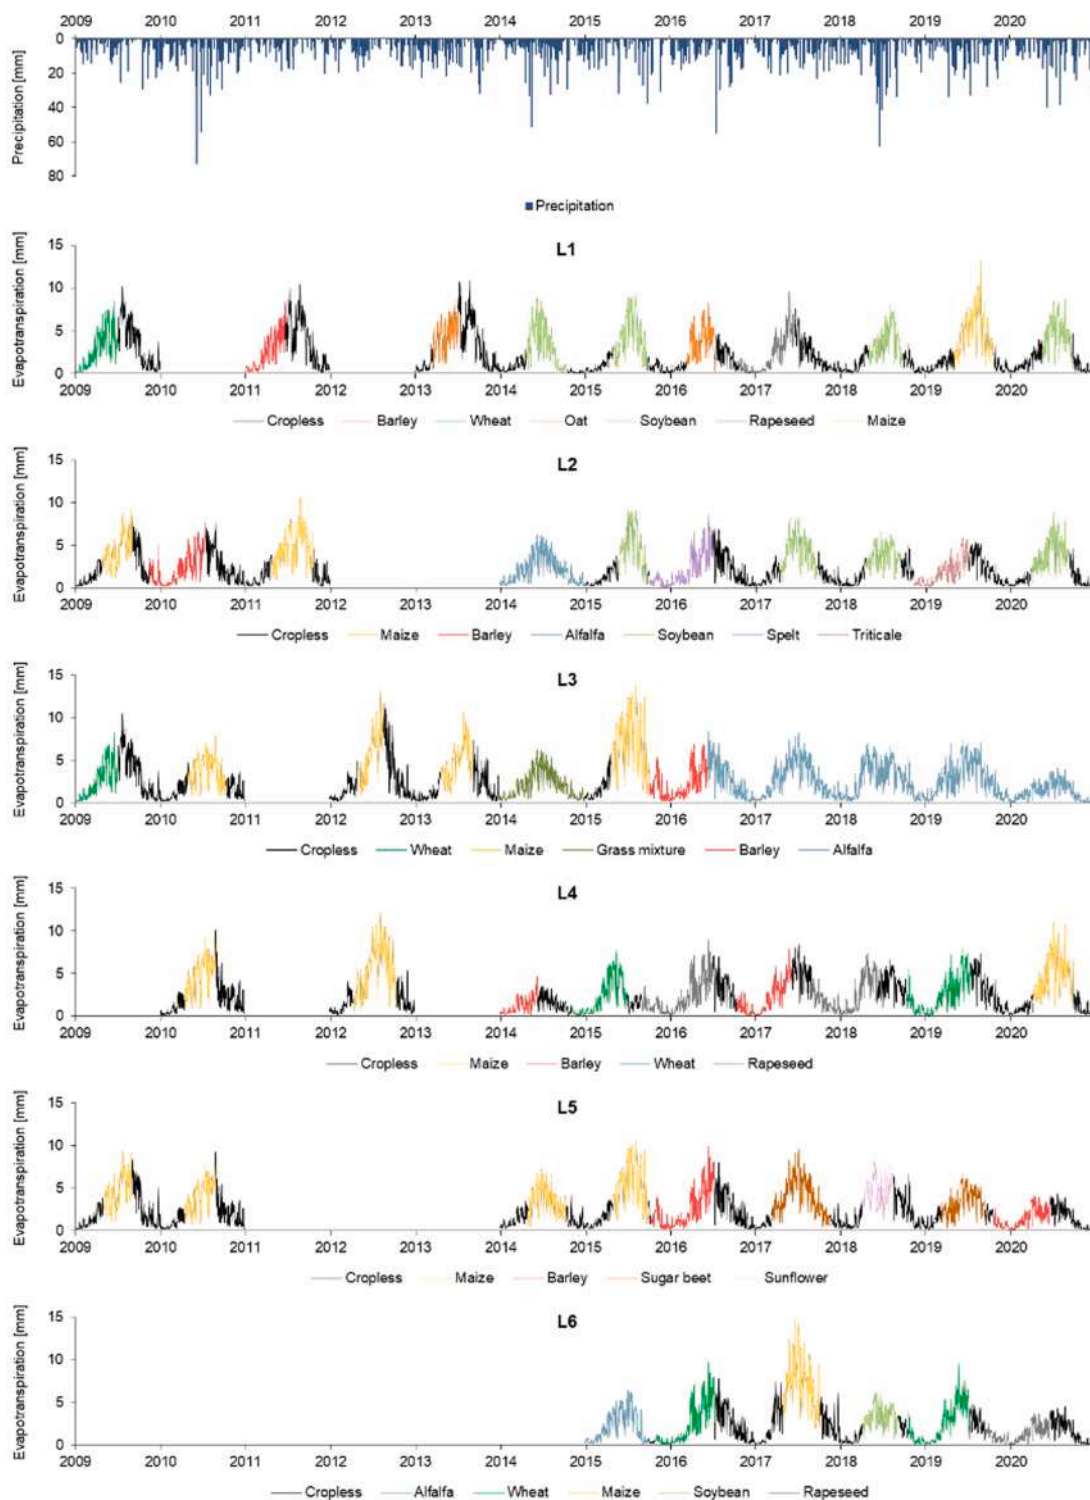 2009 2010 2011 2012 2013 2014 2015 2016 2017 2018 2019 2020
Precipitation [mm]
0
20
40
60
80
Precipitation
L1
Evapotranspiration [mm]
15
10
5
0
2009 2010 2011 2012 2013 2014 2015 2016 2017 2018 2019 2020
Cropless Barley Wheat Oat Soybean Rapeseed Maize
L2
Evapotranspiration [mm]
15
10
5
0
2009 2010 2011 2012 2013 2014 2015 2016 2017 2018 2019 2020
Cropless Maize Barley Alfalfa Soybean Spelt Triticale
L3
Evapotranspiration [mm]
15
10
5
0
2009 2010 2011 2012 2013 2014 2015 2016 2017 2018 2019 2020
Cropless Wheat Maize Grass mixture Barley Alfalfa
L4
Evapotranspiration [mm]
15
10
5
0
2009 2010 2011 2012 2013 2014 2015 2016 2017 2018 2019 2020
Cropless Maize Barley Wheat Rapeseed
L5
Evapotranspiration [mm]
15
10
5
0
2009 2010 2011 2012 2013 2014 2015 2016 2017 2018 2019 2020
Cropless Maize Barley Sugar beet Sunflower
L6
Evapotranspiration [mm]
15
10
5
0
2009 2010 2011 2012 2013 2014 2015 2016 2017 2018 2019 2020
Cropless Alfalfa Wheat Maize Soybean Rapeseed